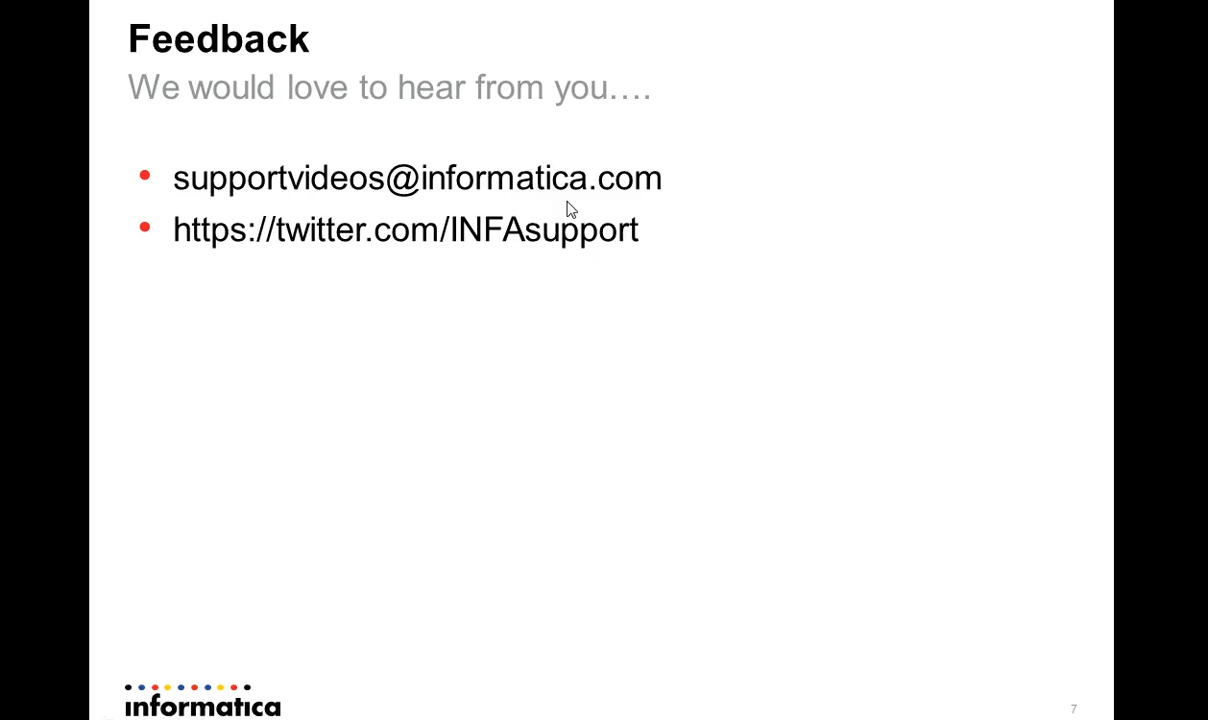 Feedback
We would love to hear from you….
• supportvideos@informatica.com
• https://twitter.com/INFAsupport
informatica
7